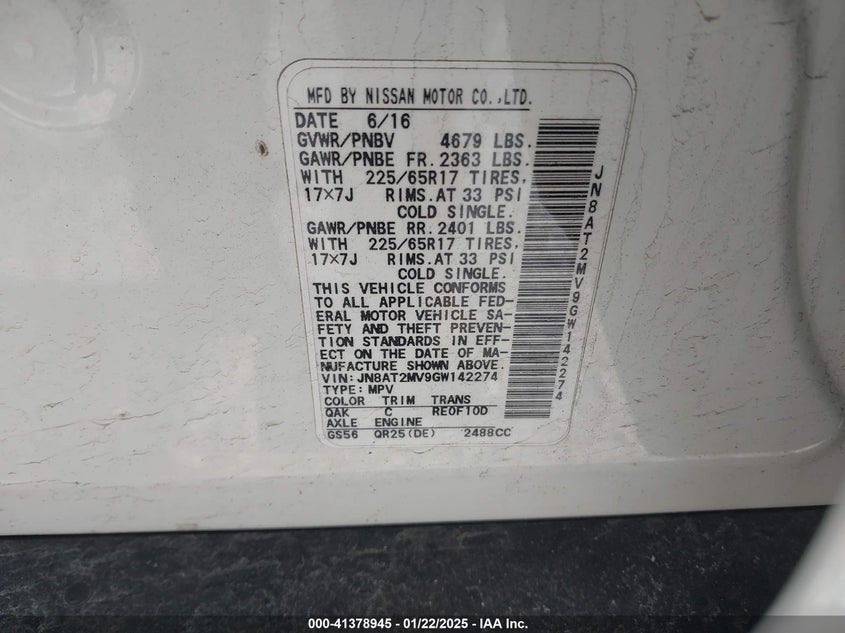 MFD BY NISSAN MOTOR CO.,LTD.
DATE 6/16
GVWR/PNBV 4679 LBS.
GAWR/PNBE FR. 2363 LBS.
WITH 225/65R17 TIRES,
17×7J RIMS.AT 33 PSI
COLD SINGLE.
GAWR/PNBE RR. 2401 LBS.
WITH 225/65R17 TIRES,
17×7J RIMS.AT 33 PSI
COLD SINGLE.
THIS VEHICLE CONFORMS
TO ALL APPLICABLE FED-
ERAL MOTOR VEHICLE SA-
FETY AND THEFT PREVEN-
TION STANDARDS IN EFF-
ECT ON THE DATE OF MA-
NUFACTURE SHOWN ABOVE.
VIN:JN8AT2MV9GW142274
TYPE:MPV
COLOR TRIM TRANS
QAK C RE0F10D
AXLE ENGINE
GS56 QR25(DE) 2488CC
JN8AT2MV9GW142274
000-41378945 - 01/22/2025 - IAA Inc.